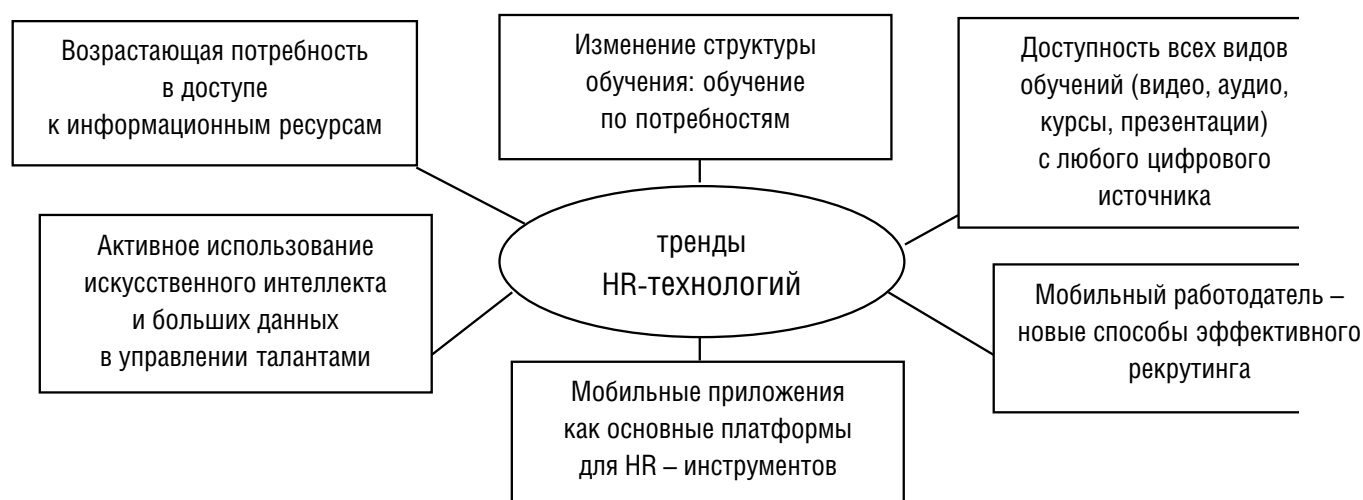 Возрастающая потребность
в доступе
к информационным ресурсам
Изменение структуры
обучения: обучение
по потребностям
Доступность всех видов
обучений (видео, аудио,
курсы, презентации)
с любого цифрового
источника
тренды
HR-технологий
Активное использование
искусственного интеллекта
и больших данных
в управлении талантами
Мобильные приложения
как основные платформы
для HR – инструментов
Мобильный работодатель –
новые способы эффективного
рекрутинга